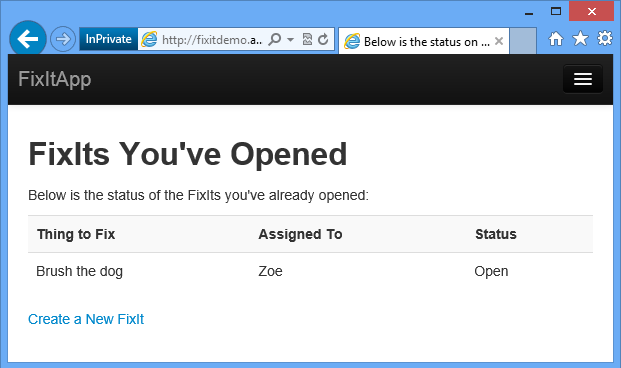 InPrivate http://fixitdemo.a... Below is the status on ...
FixItApp
FixIts You've Opened
Below is the status of the FixIts you've already opened:
Thing to Fix Assigned To Status
Brush the dog Zoe Open
Create a New FixIt